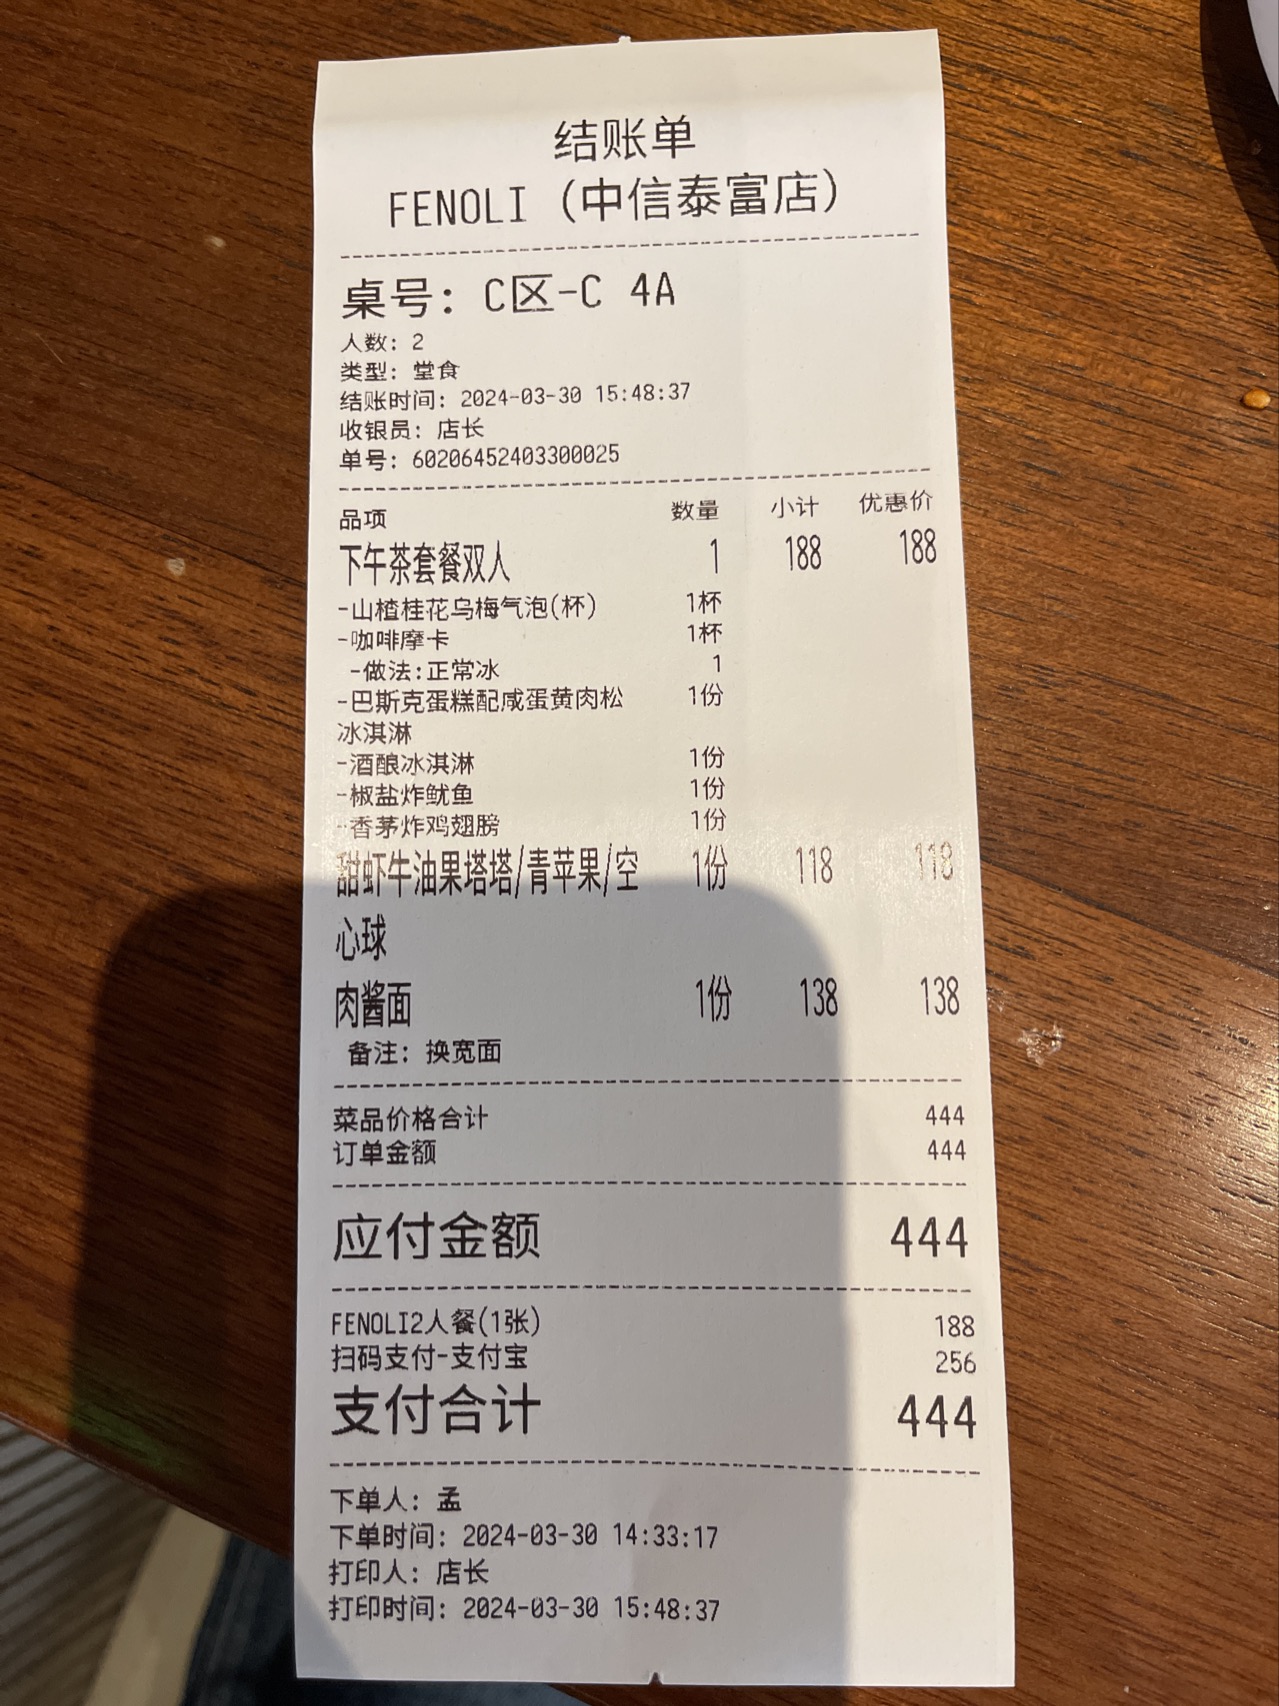 结账单
FENOLI (中信泰富店)
桌号: C区-C 4A
人数: 2
类型: 堂食
结账时间: 2024-03-30 15:48:37
收银员: 店长
单号: 60206452403300025
品项 数量 小计 优惠价
下午茶套餐双人 1 188 188
-山楂桂花乌梅气泡(杯) 1杯
-咖啡摩卡 1杯
-做法:正常冰 1
-巴斯克蛋糕配咸蛋黄肉松 1份
冰淇淋
-酒酿冰淇淋 1份
-椒盐炸鱿鱼 1份
-香茅炸鸡翅膀 1份
甜虾牛油果塔塔/青苹果/空 1份 118 118
心球
肉酱面 1份 138 138
备注: 换宽面
菜品价格合计 444
订单金额 444
应付金额 444
FENOLI2人餐(1张) 188
扫码支付-支付宝 256
支付合计 444
下单人: 孟
下单时间: 2024-03-30 14:33:17
打印人: 店长
打印时间: 2024-03-30 15:48:37